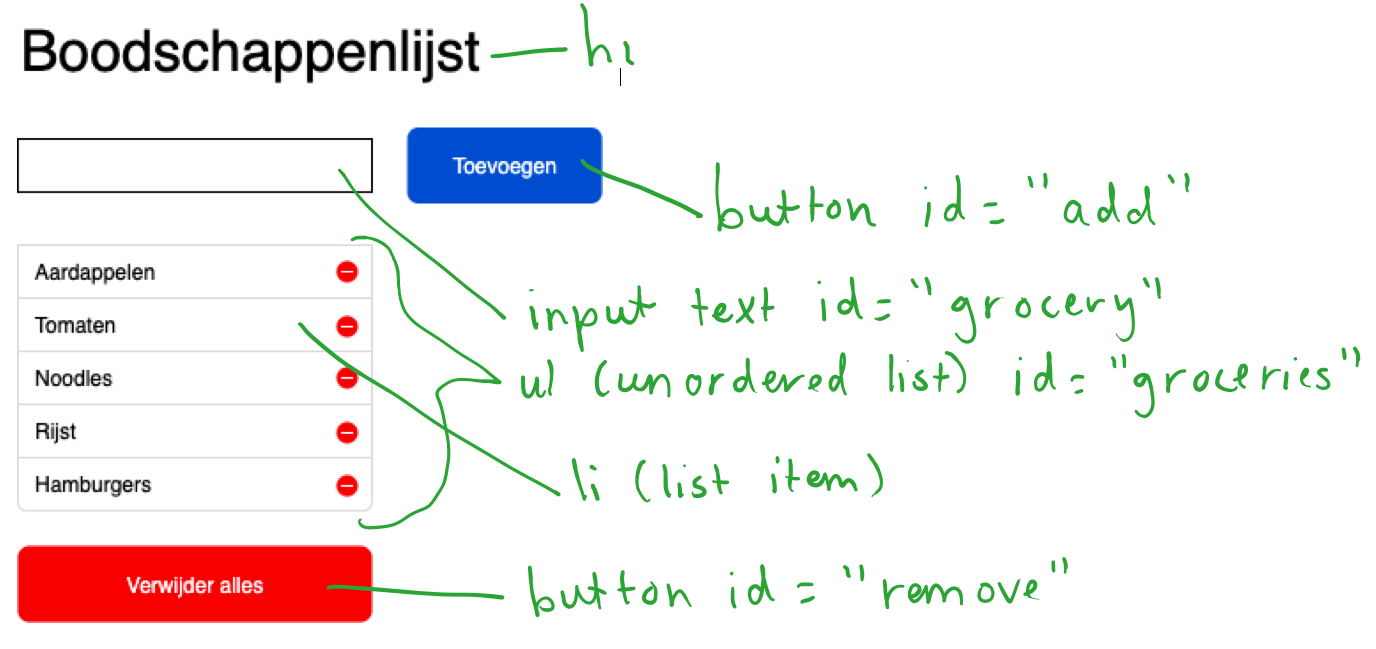 Boodschappenlijst h1
Toevoegen
button id="add"
Aardappelen
input text id="grocery"
Tomaten
Noodles
ul (unordered list) id="groceries"
Rijst
Hamburgers
li (list item)
Verwijder alles
button id="remove"